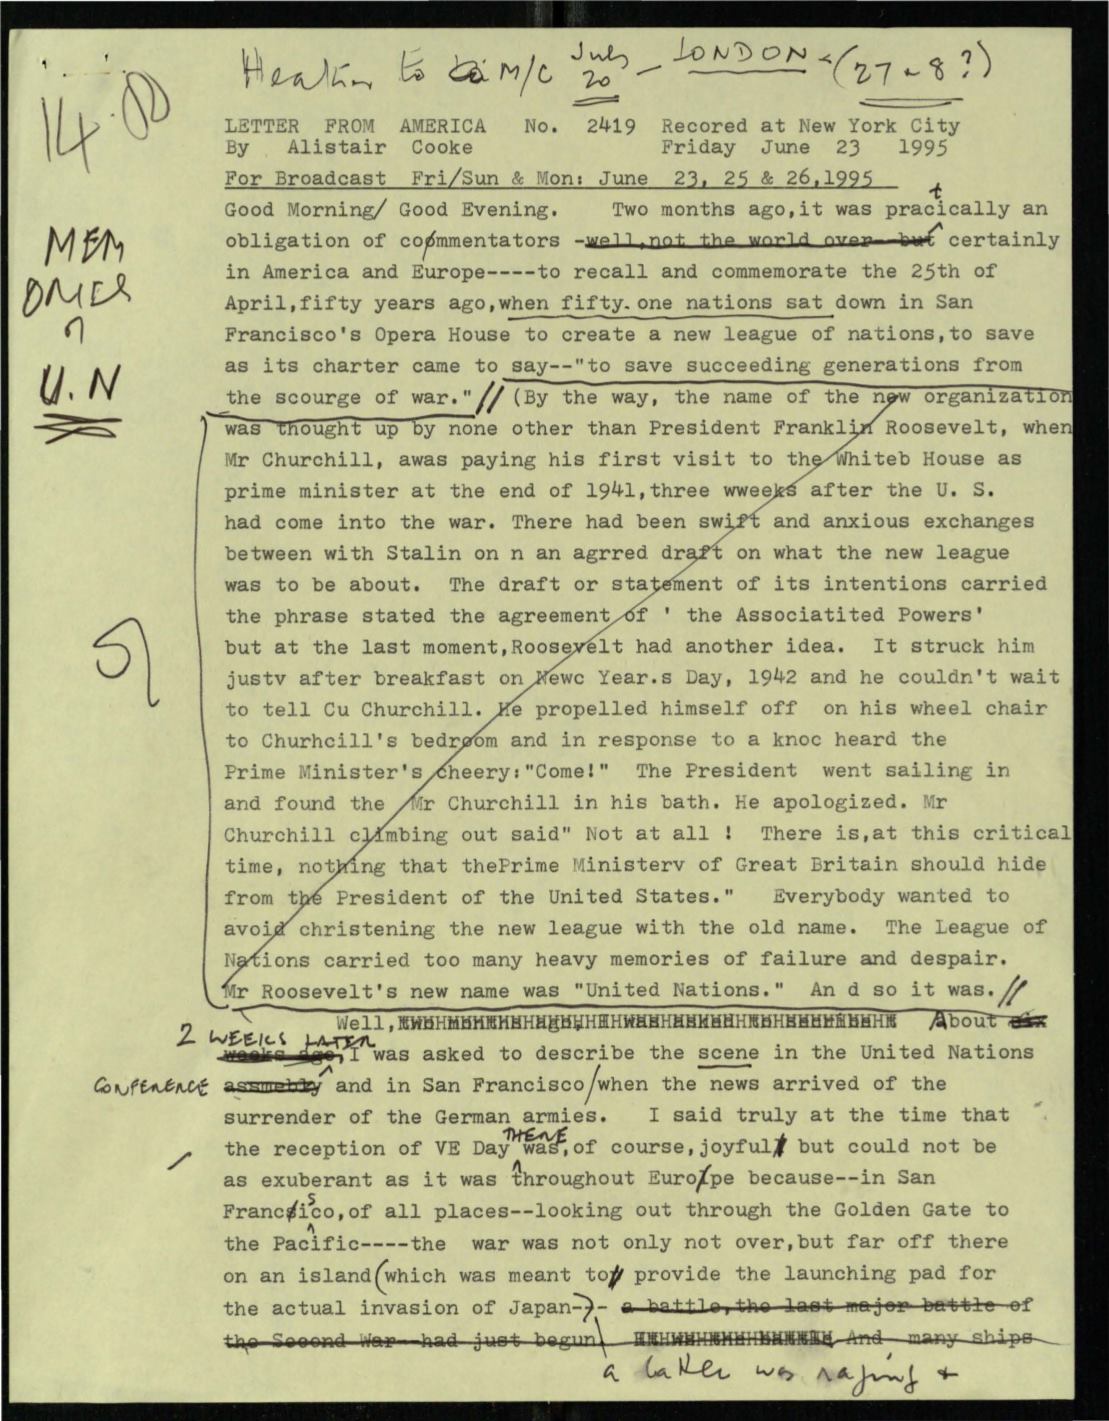 to M/C July 20 - LONDON - (27 - 8?)
14.00
LETTER FROM AMERICA No. 2419 Recored at New York City
By Alistair Cooke Friday June 23 1995
For Broadcast Fri/Sun & Mon: June 23, 25 & 26,1995
Good Morning/ Good Evening. Two months ago,it was practically an
obligation of commentators -well,not the world over--but certainly
in America and Europe----to recall and commemorate the 25th of
April,fifty years ago,when fifty-one nations sat down in San
Francisco's Opera House to create a new league of nations,to save
as its charter came to say--"to save succeeding generations from
the scourge of war."// (By the way, the name of the new organization
MEM
U.N
was thought up by none other than President Franklin Roosevelt, when
Mr Churchill, awas paying his first visit to the Whiteb House as
prime minister at the end of 1941,three wweeks after the U. S.
had come into the war. There had been swift and anxious exchanges
between with Stalin on n an agrred draft on what the new league
was to be about. The draft or statement of its intentions carried
the phrase stated the agreement of ' the Associatited Powers'
but at the last moment,Roosevelt had another idea. It struck him
justv after breakfast on Newc Year.s Day, 1942 and he couldn't wait
to tell Cu Churchill. He propelled himself off on his wheel chair
to Churhcill's bedroom and in response to a knoc heard the
Prime Minister's cheery:"Come!" The President went sailing in
and found the Mr Churchill in his bath. He apologized. Mr
Churchill climbing out said" Not at all ! There is,at this critical
time, nothing that thePrime Ministerv of Great Britain should hide
from the President of the United States." Everybody wanted to
avoid christening the new league with the old name. The League of
Nations carried too many heavy memories of failure and despair.
Mr Roosevelt's new name was "United Nations." An d so it was.//
Well, About six
2 WEEKS LATER
weeks ago, I was asked to describe the scene in the United Nations
CONFERENCE assmebly and in San Francisco/when the news arrived of the
surrender of the German armies. I said truly at the time that
the reception of VE Day THERE was,of course,joyful but could not be
as exuberant as it was throughout Europe because--in San
Francsico,of all places--looking out through the Golden Gate to
the Pacific----the war was not only not over,but far off there
on an island(which was meant to provide the launching pad for
the actual invasion of Japan-)- a battle,the last major battle of
the Second War--had just begun And many ships
a battle was raging +